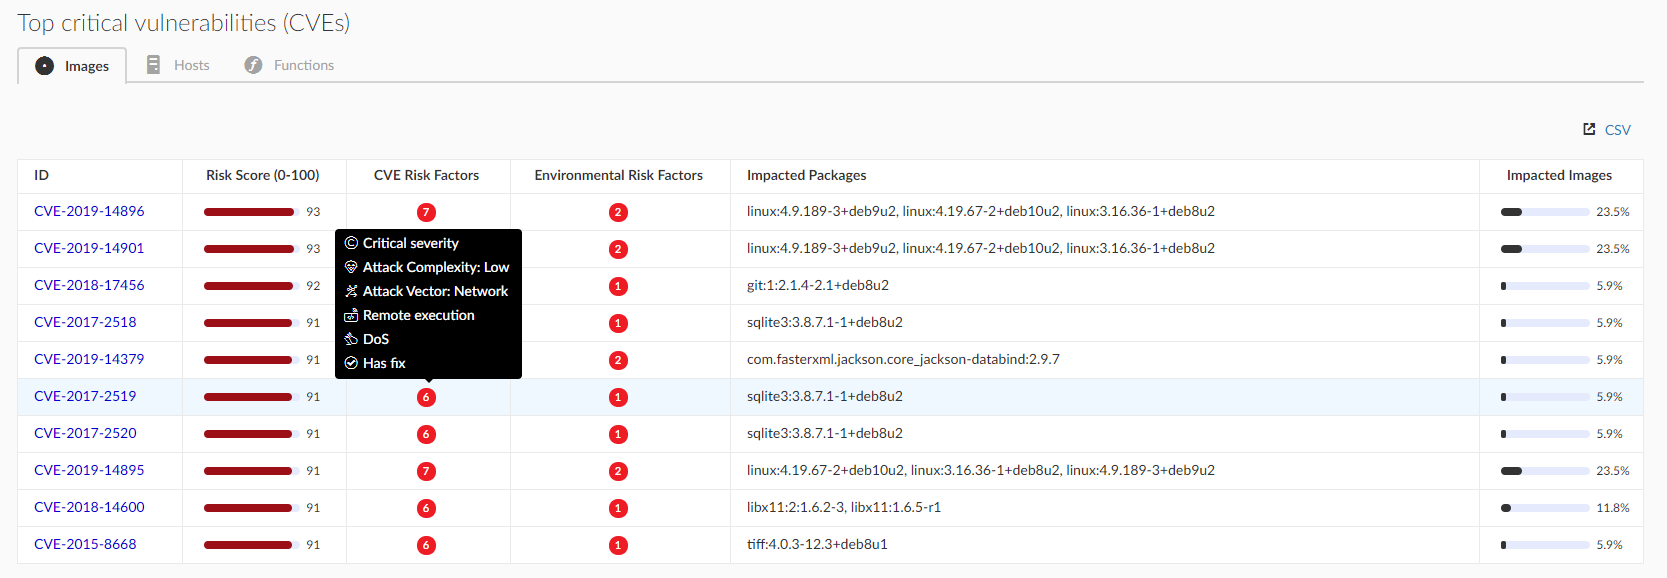 Top critical vulnerabilities (CVEs)
Images Hosts Functions
CSV
ID Risk Score (0-100) CVE Risk Factors Environmental Risk Factors Impacted Packages Impacted Images
CVE-2019-14896 93 7 2 linux:4.9.189-3+deb9u2, linux:4.19.67-2+deb10u2, linux:3.16.36-1+deb8u2 23.5%
CVE-2019-14901 93 2 linux:4.9.189-3+deb9u2, linux:4.19.67-2+deb10u2, linux:3.16.36-1+deb8u2 23.5%
CVE-2018-17456 92 1 git:1:2.1.4-2.1+deb8u2 5.9%
CVE-2017-2518 91 1 sqlite3:3.8.7.1-1+deb8u2 5.9%
CVE-2019-14379 91 2 com.fasterxml.jackson.core_jackson-databind:2.9.7 5.9%
Critical severity
Attack Complexity: Low
Attack Vector: Network
Remote execution
DoS
Has fix
CVE-2017-2519 91 6 1 sqlite3:3.8.7.1-1+deb8u2 5.9%
CVE-2017-2520 91 6 1 sqlite3:3.8.7.1-1+deb8u2 5.9%
CVE-2019-14895 91 7 2 linux:4.19.67-2+deb10u2, linux:3.16.36-1+deb8u2, linux:4.9.189-3+deb9u2 23.5%
CVE-2018-14600 91 6 1 libx11:2:1.6.2-3, libx11:1.6.5-r1 11.8%
CVE-2015-8668 91 6 1 tiff:4.0.3-12.3+deb8u1 5.9%